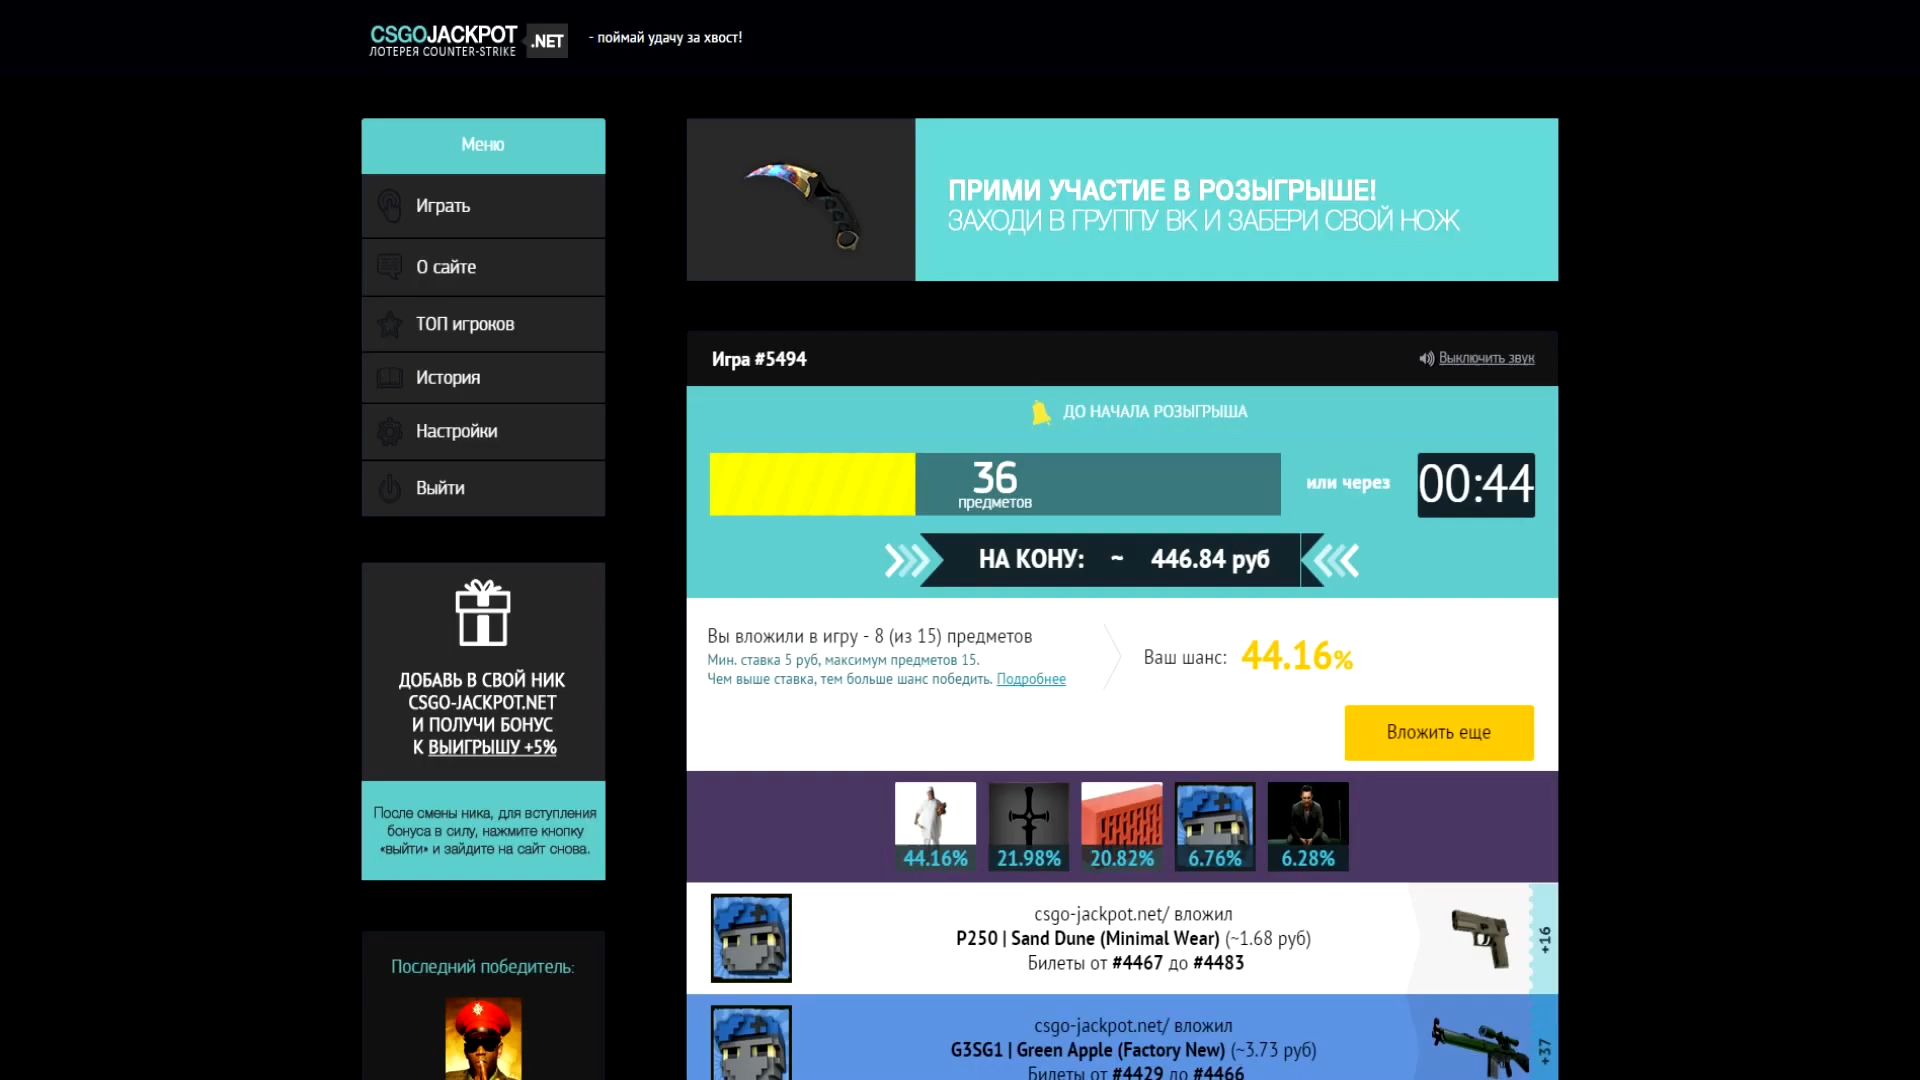 CSGOJACKPOT .NET
ЛОТЕРЕЯ COUNTER-STRIKE
- поймай удачу за хвост!
Меню
Играть
О сайте
ТОП игроков
История
Настройки
Выйти
ДОБАВЬ В СВОЙ НИК
CSGO-JACKPOT.NET
И ПОЛУЧИ БОНУС
К ВЫИГРЫШУ +5%
После смены ника, для вступления
бонуса в силу, нажмите кнопку
«выйти» и зайдите на сайт снова.
Последний победитель:
ПРИМИ УЧАСТИЕ В РОЗЫГРЫШЕ!
ЗАХОДИ В ГРУППУ ВК И ЗАБЕРИ СВОЙ НОЖ
Игра #5494
Выключить звук
ДО НАЧАЛА РОЗЫГРЫША
36
предметов
или через
00:44
НА КОНУ: ~ 446.84 руб
Вы вложили в игру - 8 (из 15) предметов
Мин. ставка 5 руб, максимум предметов 15.
Чем выше ставка, тем больше шанс победить. Подробнее
Ваш шанс: 44.16%
Вложить еще
44.16% 21.98% 20.82% 6.76% 6.28%
csgo-jackpot.net/ вложил
P250 | Sand Dune (Minimal Wear) (~1.68 руб)
Билеты от #4467 до #4483
+16
csgo-jackpot.net/ вложил
G3SG1 | Green Apple (Factory New) (~3.73 руб)
Билеты от #4429 до #4466
+37